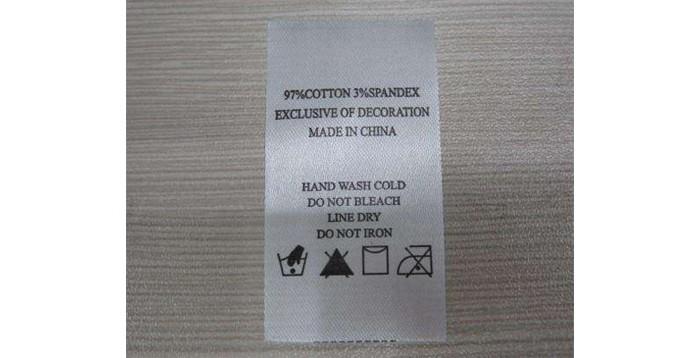 97%COTTON 3%SPANDEX
EXCLUSIVE OF DECORATION
MADE IN CHINA
HAND WASH COLD
DO NOT BLEACH
LINE DRY
DO NOT IRON